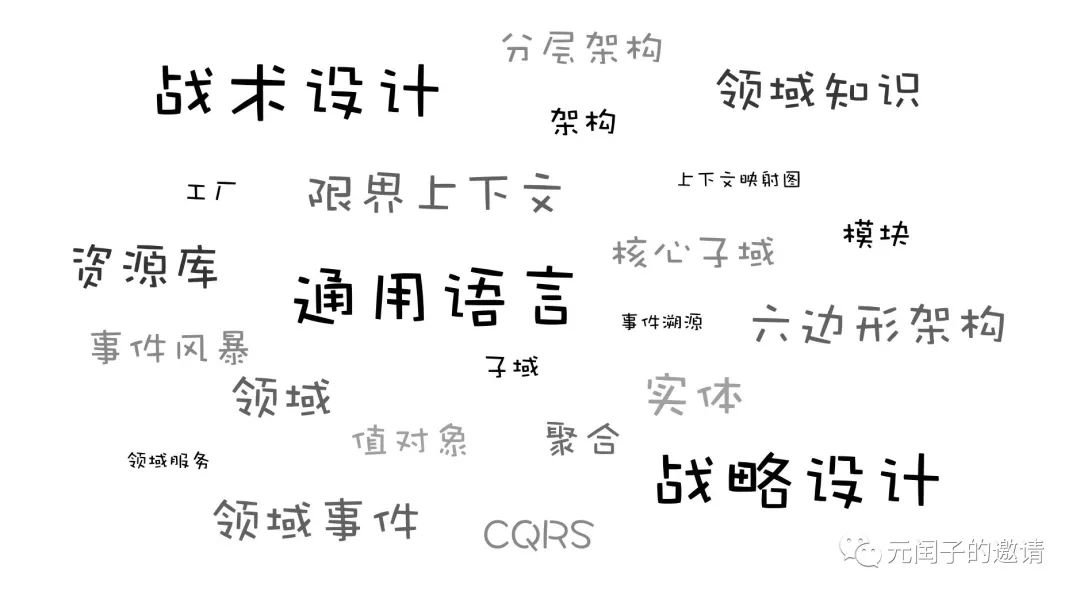 分层架构
战术设计
领域知识
架构
工厂
限界上下文
上下文映射图
模块
资源库
核心子域
通用语言
事件溯源
六边形架构
事件风暴
子域
领域
实体
值对象
聚合
领域服务
战略设计
领域事件
CQRS
元闰子的邀请